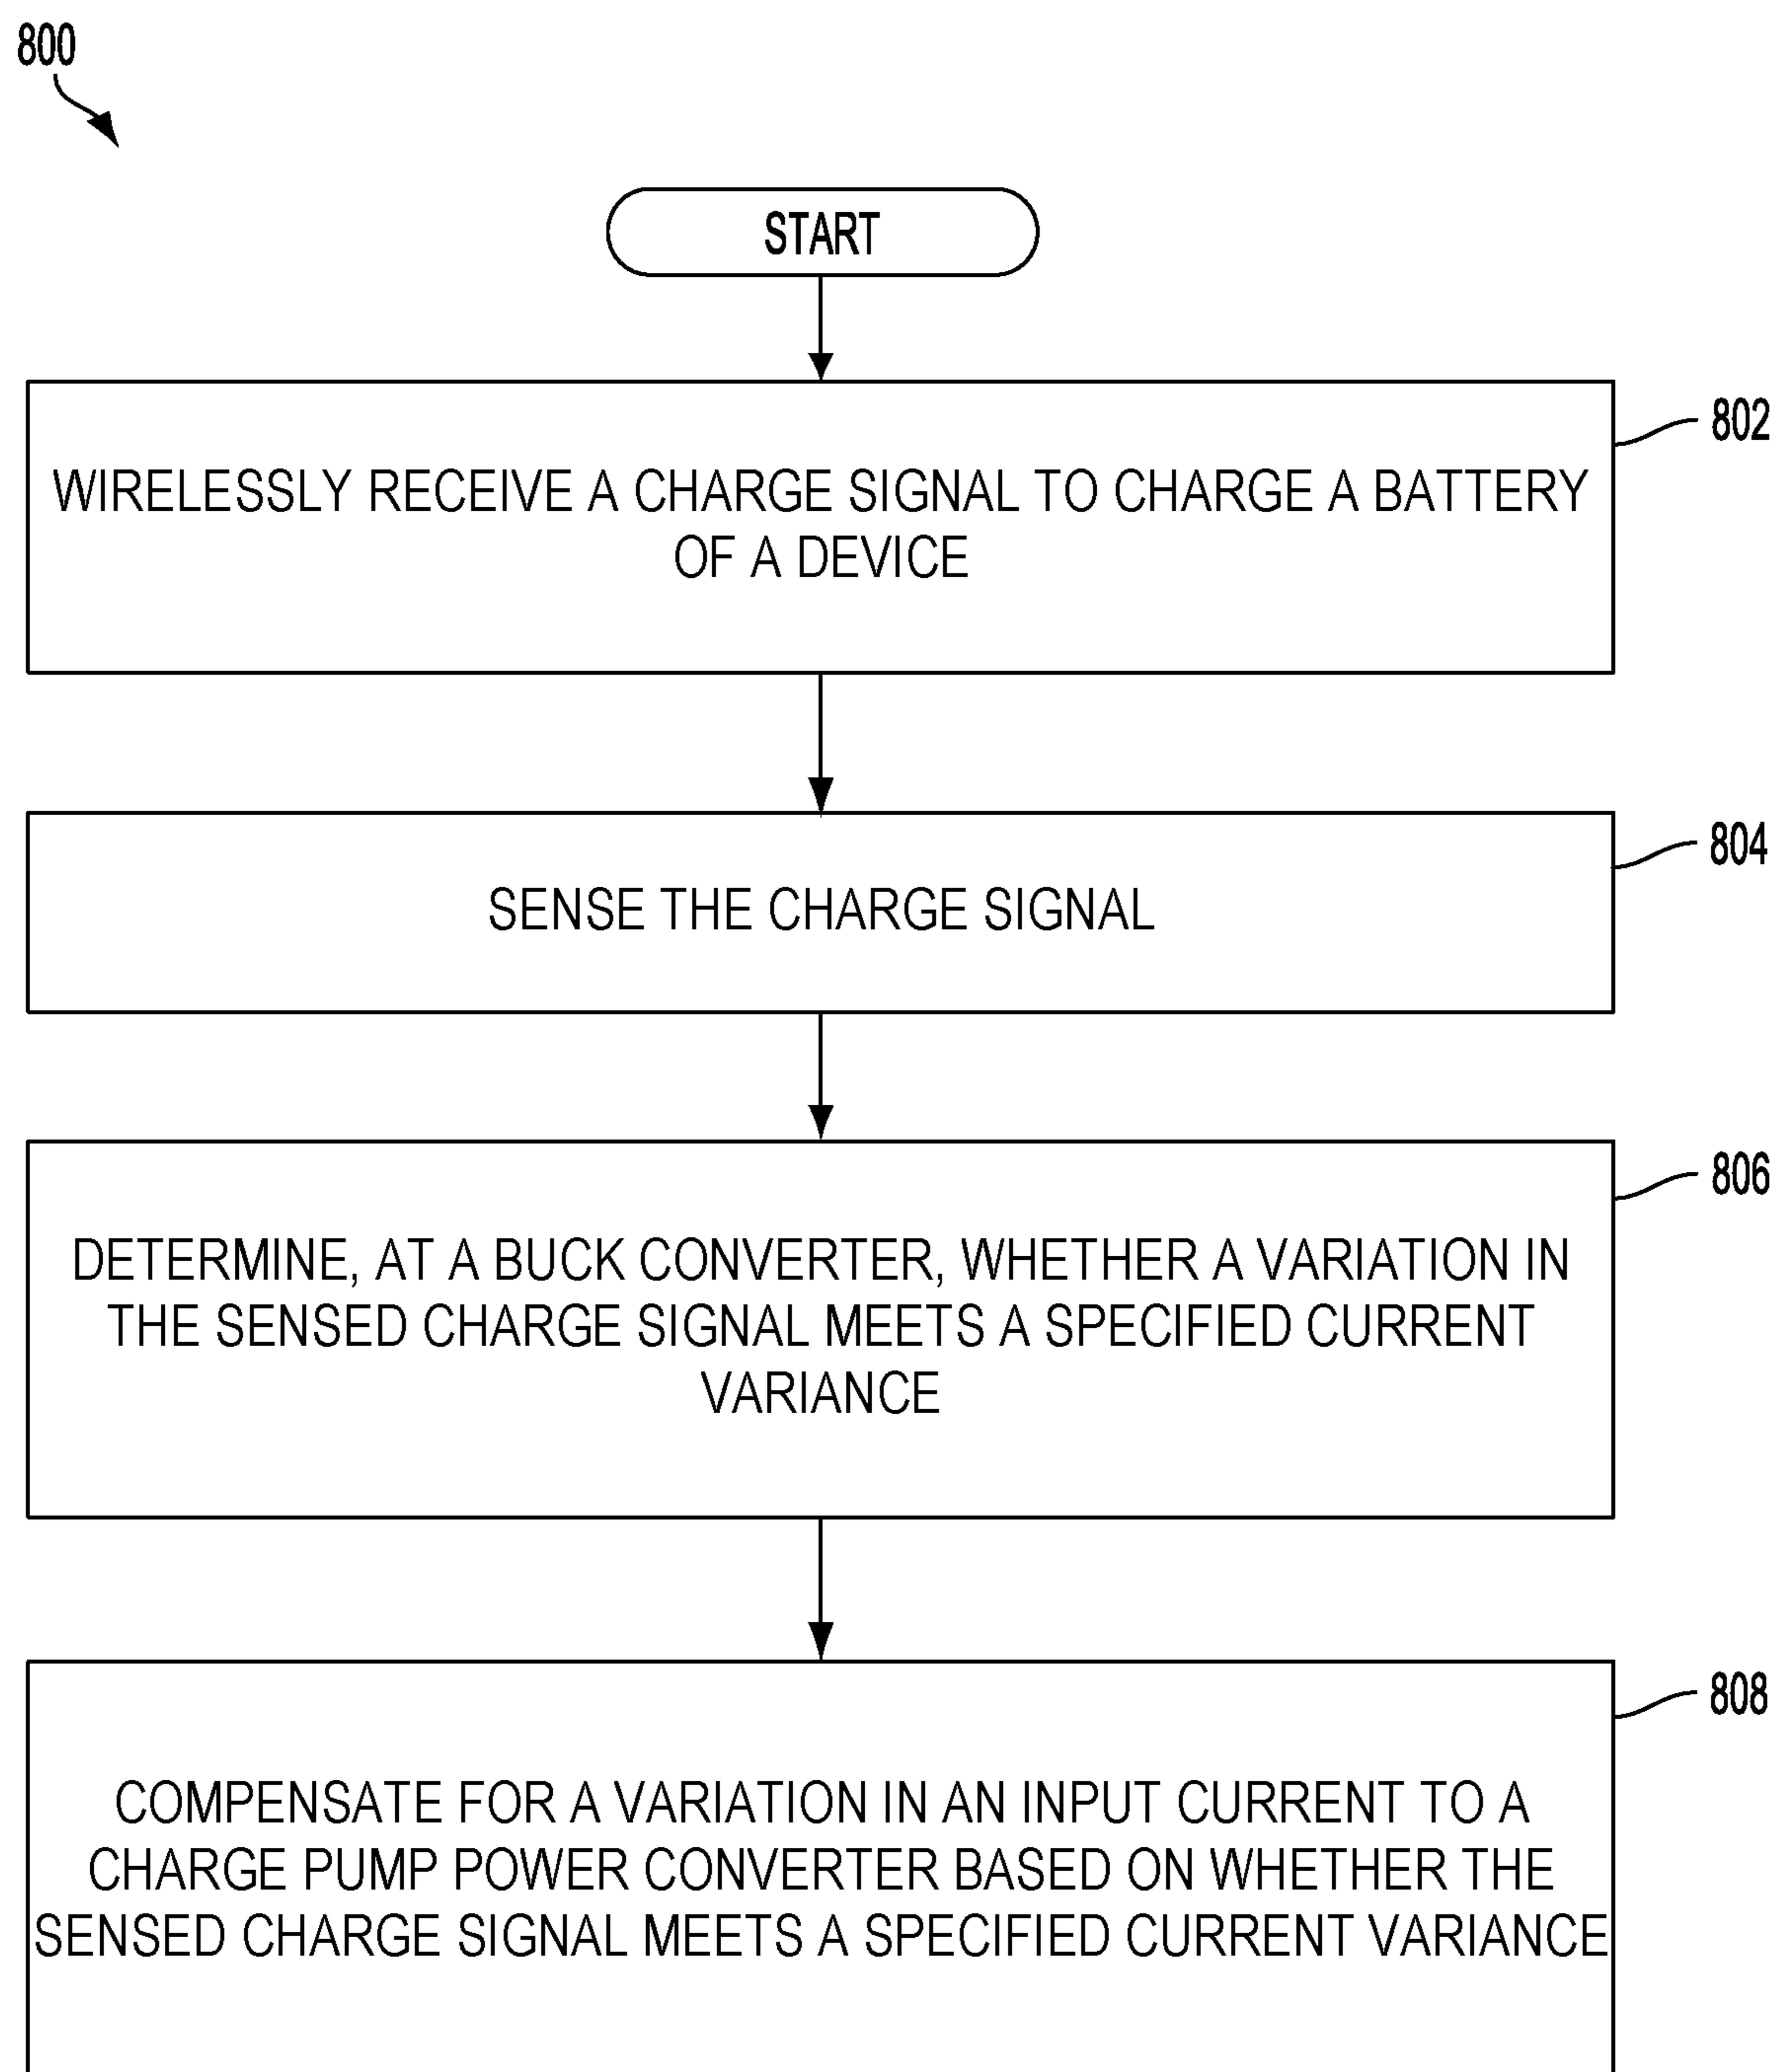 800
START
802
WIRELESSLY RECEIVE A CHARGE SIGNAL TO CHARGE A BATTERY
OF A DEVICE
804
SENSE THE CHARGE SIGNAL
806
DETERMINE, AT A BUCK CONVERTER, WHETHER A VARIATION IN
THE SENSED CHARGE SIGNAL MEETS A SPECIFIED CURRENT
VARIANCE
808
COMPENSATE FOR A VARIATION IN AN INPUT CURRENT TO A
CHARGE PUMP POWER CONVERTER BASED ON WHETHER THE
SENSED CHARGE SIGNAL MEETS A SPECIFIED CURRENT VARIANCE